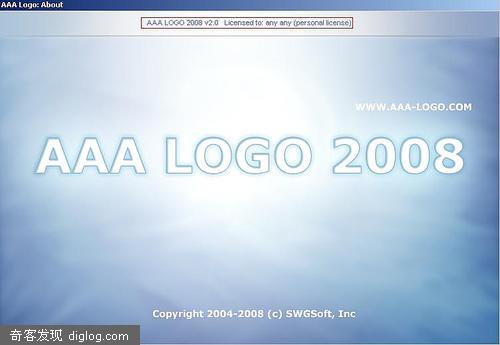 AAA Logo: About
AAA LOGO 2008 v2.0 Licensed to: any any (personal license)
WWW.AAA-LOGO.COM
AAA LOGO 2008
Copyright 2004-2008 (c) SWGSoft, Inc
奇客发现 diglog.com